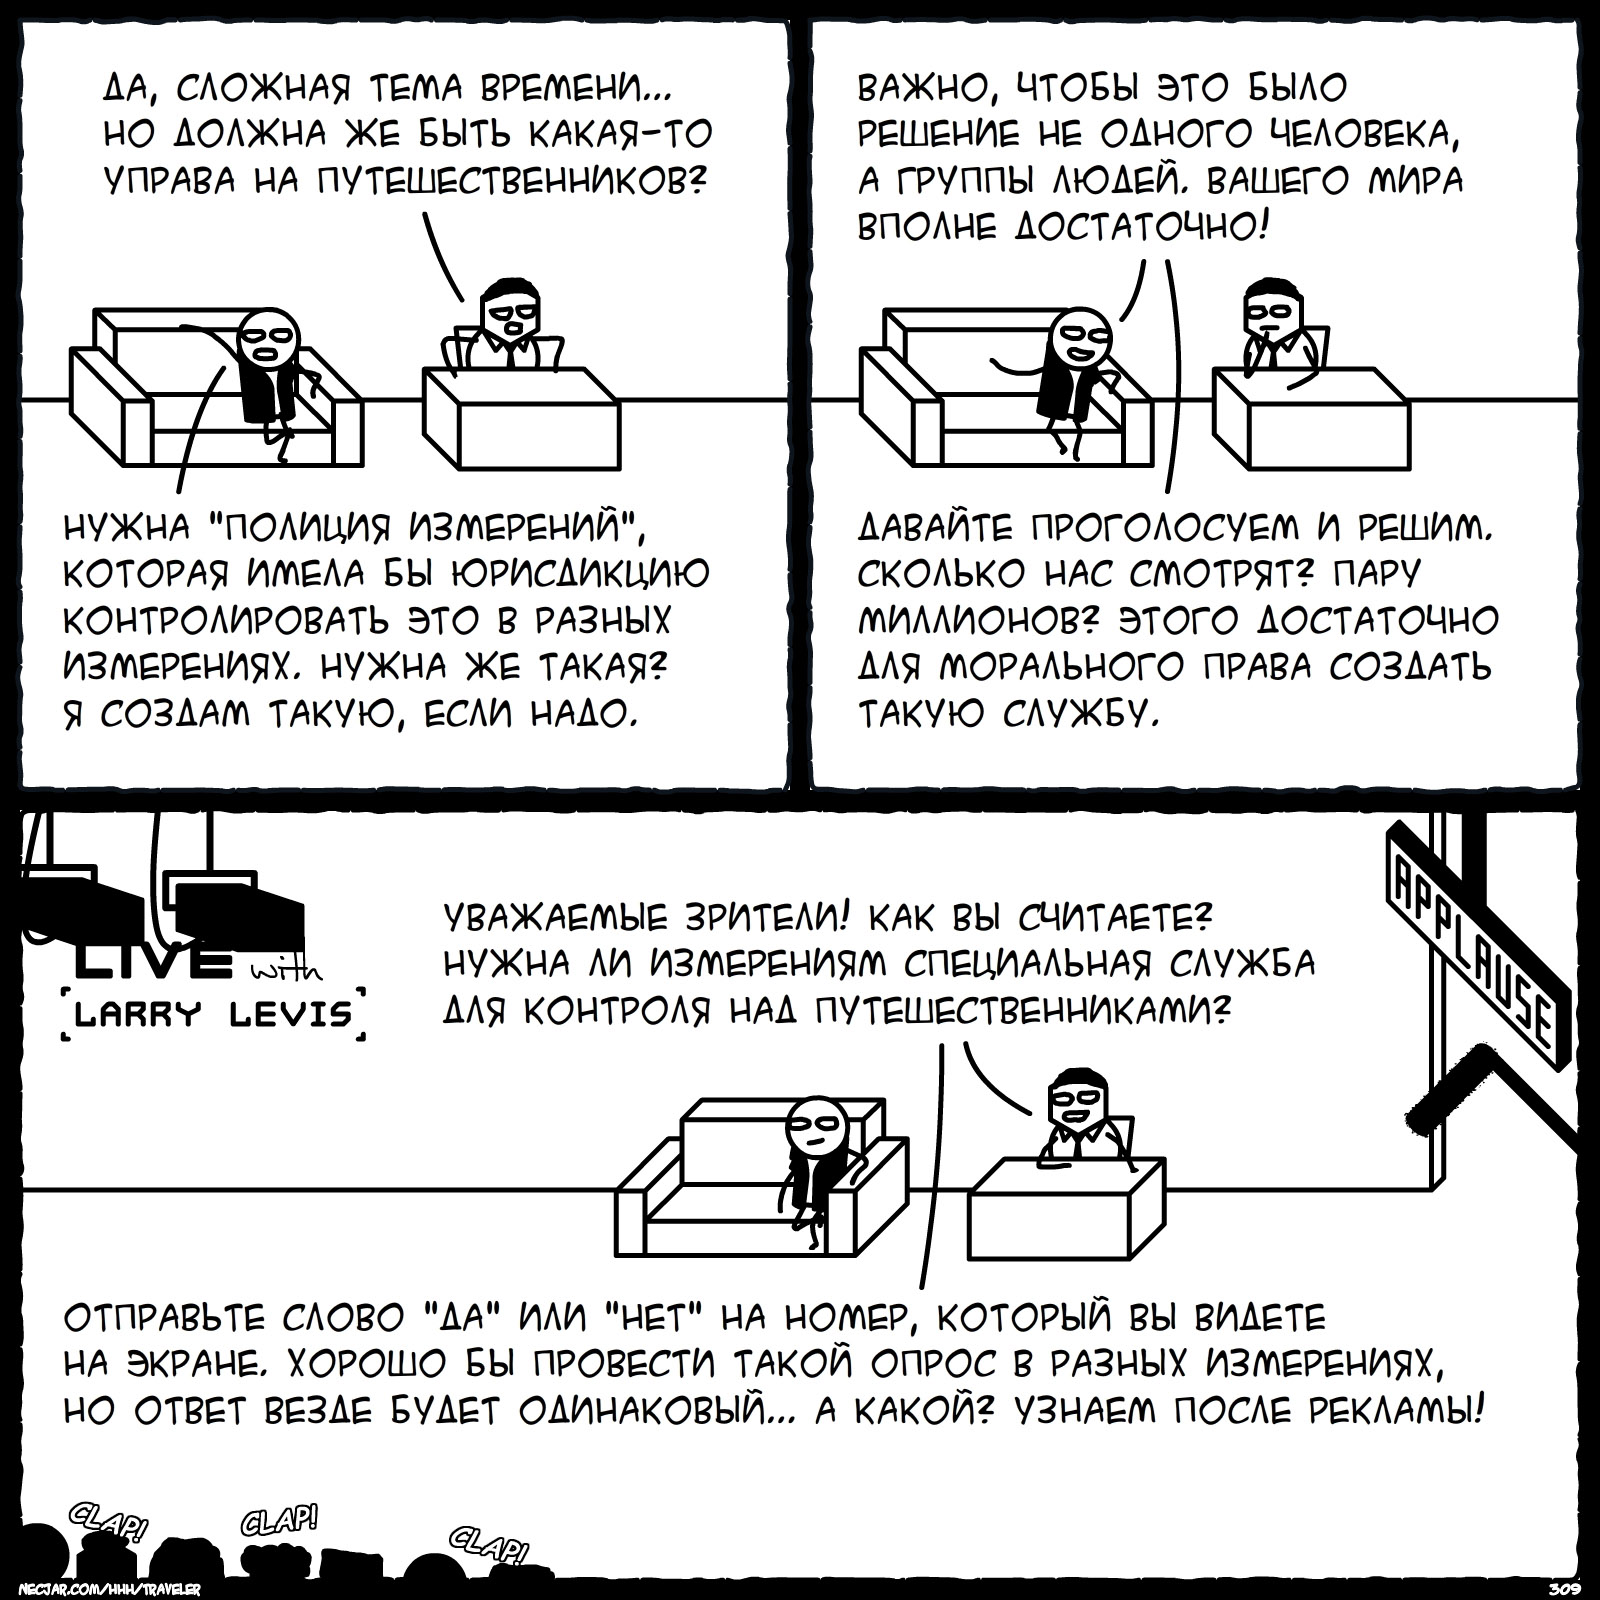 ДА, СЛОЖНАЯ ТЕМА ВРЕМЕНИ...
НО ДОЛЖНА ЖЕ БЫТЬ КАКАЯ-ТО
УПРАВА НА ПУТЕШЕСТВЕННИКОВ?
НУЖНА "ПОЛИЦИЯ ИЗМЕРЕНИЙ",
КОТОРАЯ ИМЕЛА БЫ ЮРИСДИКЦИЮ
КОНТРОЛИРОВАТЬ ЭТО В РАЗНЫХ
ИЗМЕРЕНИЯХ. НУЖНА ЖЕ ТАКАЯ?
Я СОЗДАМ ТАКУЮ, ЕСЛИ НАДО.
ВАЖНО, ЧТОБЫ ЭТО БЫЛО
РЕШЕНИЕ НЕ ОДНОГО ЧЕЛОВЕКА,
А ГРУППЫ ЛЮДЕЙ. ВАШЕГО МИРА
ВПОЛНЕ ДОСТАТОЧНО!
ДАВАЙТЕ ПРОГОЛОСУЕМ И РЕШИМ.
СКОЛЬКО НАС СМОТРЯТ? ПАРУ
МИЛЛИОНОВ? ЭТОГО ДОСТАТОЧНО
ДЛЯ МОРАЛЬНОГО ПРАВА СОЗДАТЬ
ТАКУЮ СЛУЖБУ.
LIVE with
LARRY LEVIS
УВАЖАЕМЫЕ ЗРИТЕЛИ! КАК ВЫ СЧИТАЕТЕ?
НУЖНА ЛИ ИЗМЕРЕНИЯМ СПЕЦИАЛЬНАЯ СЛУЖБА
ДЛЯ КОНТРОЛЯ НАД ПУТЕШЕСТВЕННИКАМИ?
APPLAUSE
ОТПРАВЬТЕ СЛОВО "ДА" ИЛИ "НЕТ" НА НОМЕР, КОТОРЫЙ ВЫ ВИДЕТЕ
НА ЭКРАНЕ. ХОРОШО БЫ ПРОВЕСТИ ТАКОЙ ОПРОС В РАЗНЫХ ИЗМЕРЕНИЯХ,
НО ОТВЕТ ВЕЗДЕ БУДЕТ ОДИНАКОВЫЙ... А КАКОЙ? УЗНАЕМ ПОСЛЕ РЕКЛАМЫ!
CLAP!
CLAP!
CLAP!
NECJAR.COM/HHH/TRAVELER
309